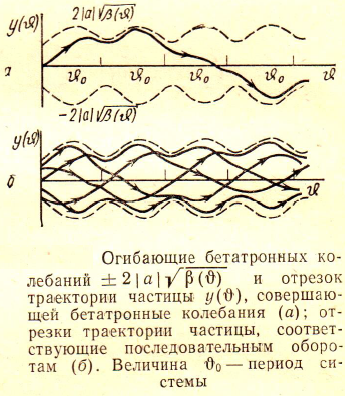 y(ϑ)
2|a|√β(ϑ)
а
ϑ₀ ϑ₀ ϑ₀ ϑ₀ ϑ
-2|a|√β(ϑ)
y(ϑ)
б
ϑ
Огибающие бетатронных ко-
лебаний ± 2|a|√β(ϑ) и отрезок
траектории частицы y(ϑ), совершаю-
щей бетатронные колебания (а); от-
резки траектории частицы, соответ-
ствующие последовательным оборо-
там (б). Величина ϑ₀ — период си-
стемы